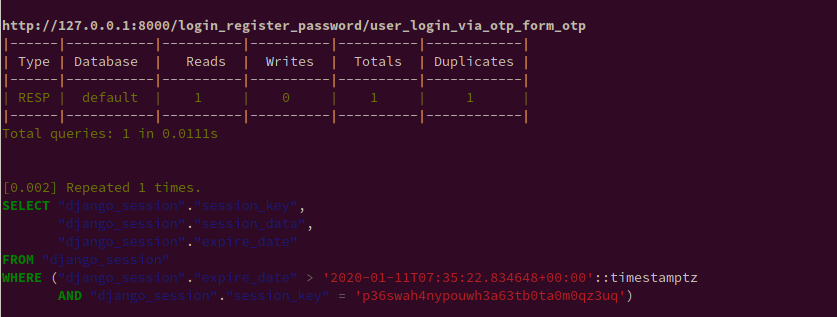 http://127.0.0.1:8000/login_register_password/user_login_via_otp_form_otp
|------|-----------|----------|----------|----------|------------|
| Type | Database  |   Reads  |  Writes  |  Totals  | Duplicates |
|------|-----------|----------|----------|----------|------------|
| RESP |  default  |    1     |    0     |    1     |     1      |
|------|-----------|----------|----------|----------|------------|
Total queries: 1 in 0.0111s
[0.002] Repeated 1 times.
SELECT "django_session"."session_key",
       "django_session"."session_data",
       "django_session"."expire_date"
FROM "django_session"
WHERE ("django_session"."expire_date" > '2020-01-11T07:35:22.834648+00:00'::timestamptz
       AND "django_session"."session_key" = 'p36swah4nypouwh3a63tb0ta0m0qz3uq')